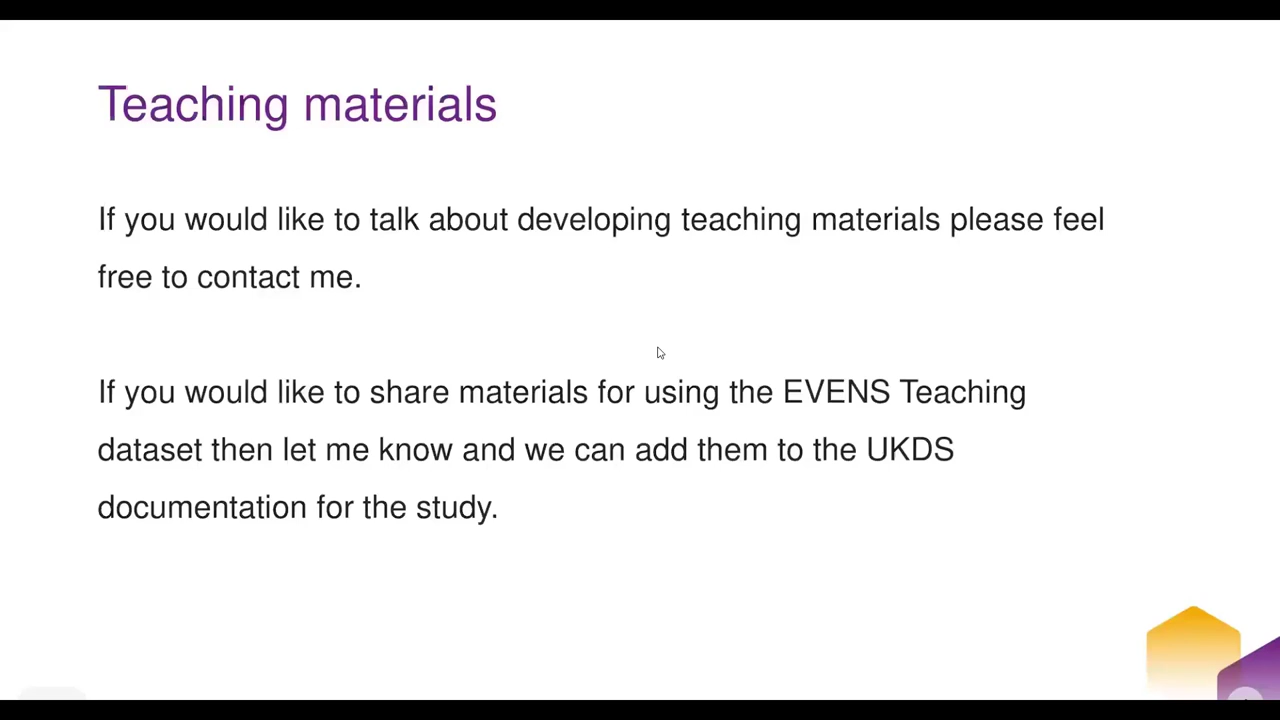 Teaching materials
If you would like to talk about developing teaching materials please feel
free to contact me.
If you would like to share materials for using the EVENS Teaching
dataset then let me know and we can add them to the UKDS
documentation for the study.